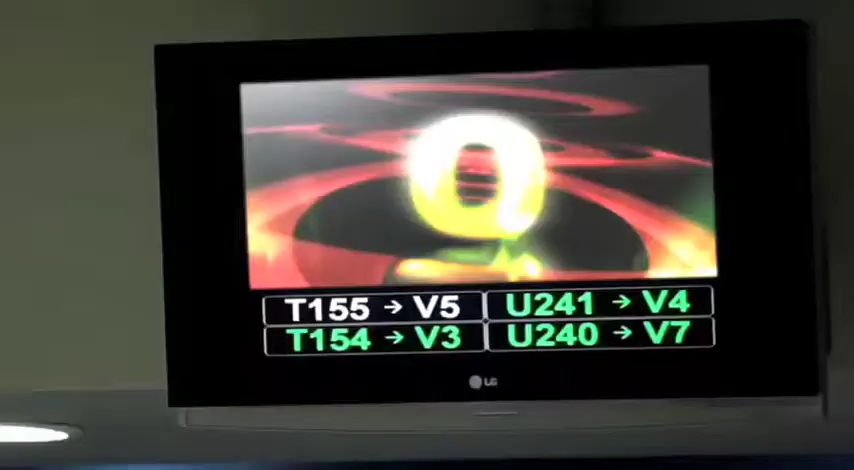 Q
T155 → V5
U241 → V4
T154 → V3
U240 → V7
LG